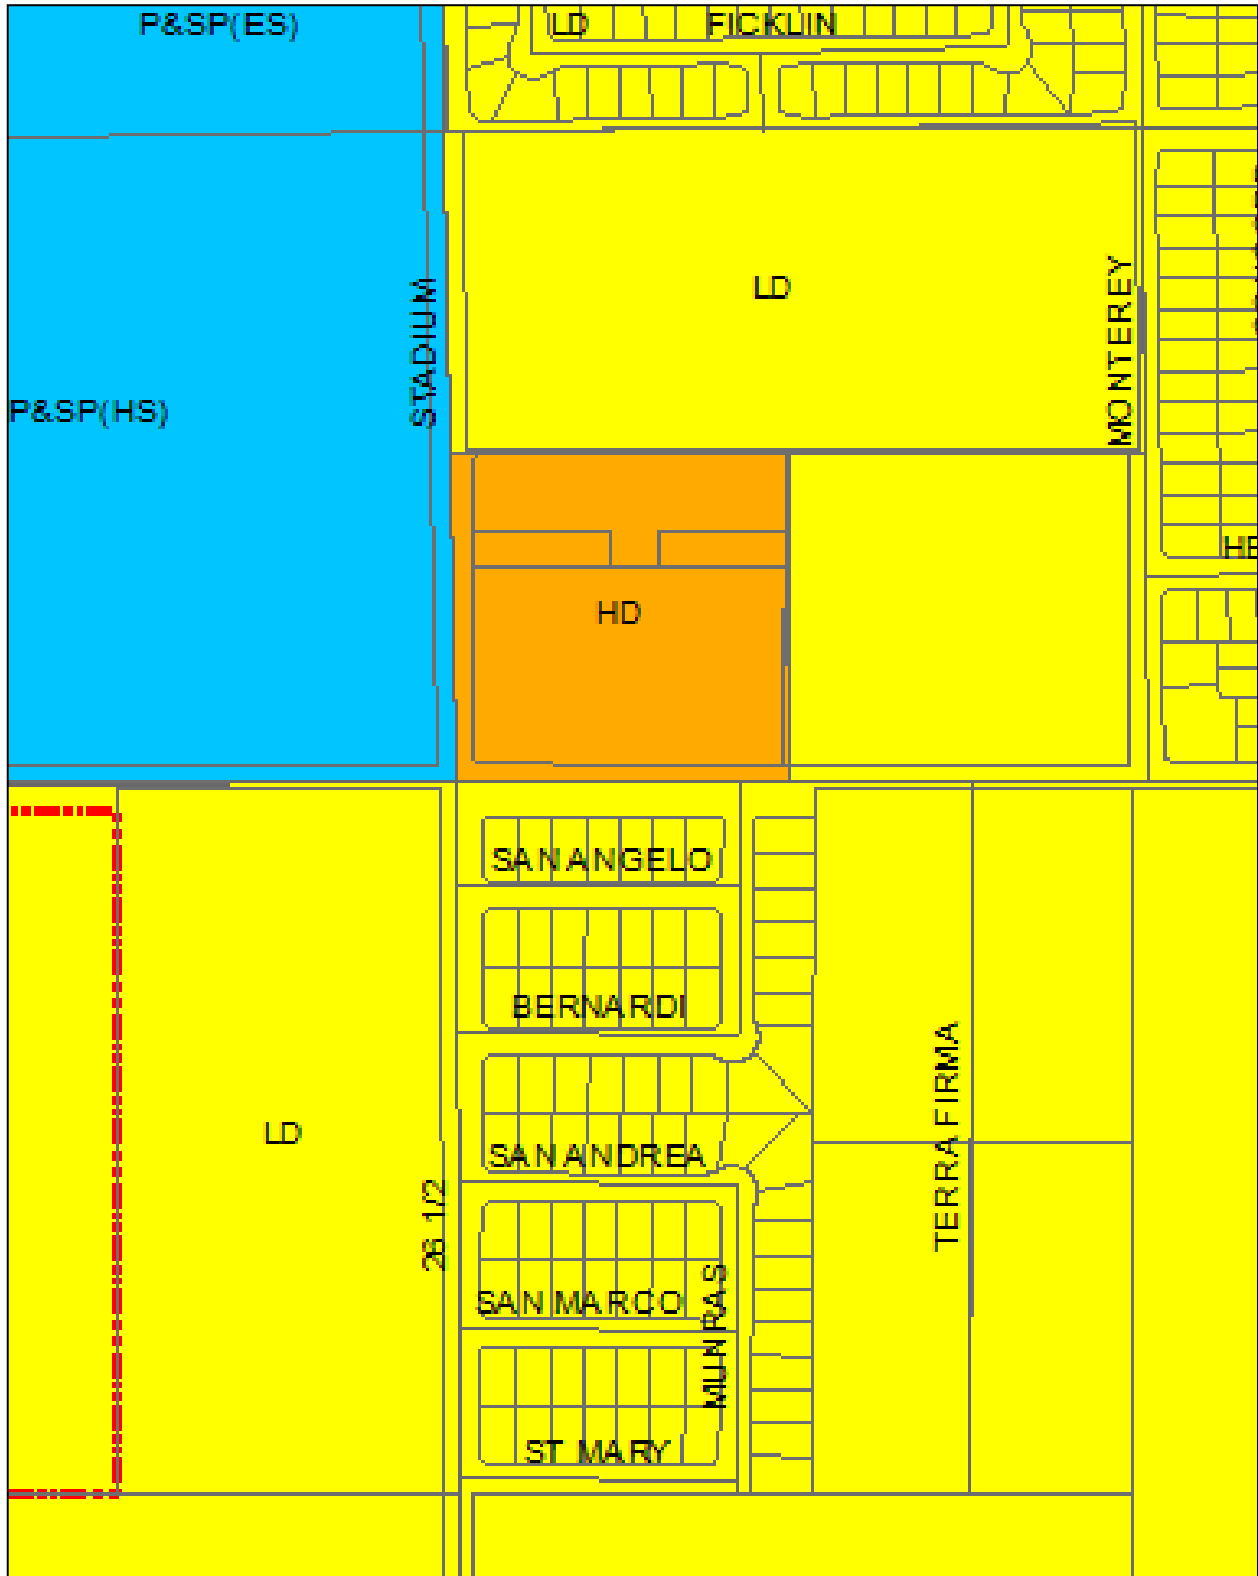 P&SP(ES)
LD
FICKLIN
LD
STADIUM
MONTEREY
P&SP(HS)
HD
SAN ANGELO
BERNARDI
LD
SAN ANDREA
TERRA FIRMA
26 1/2
SAN MARCO
MUNRAS
ST MARY